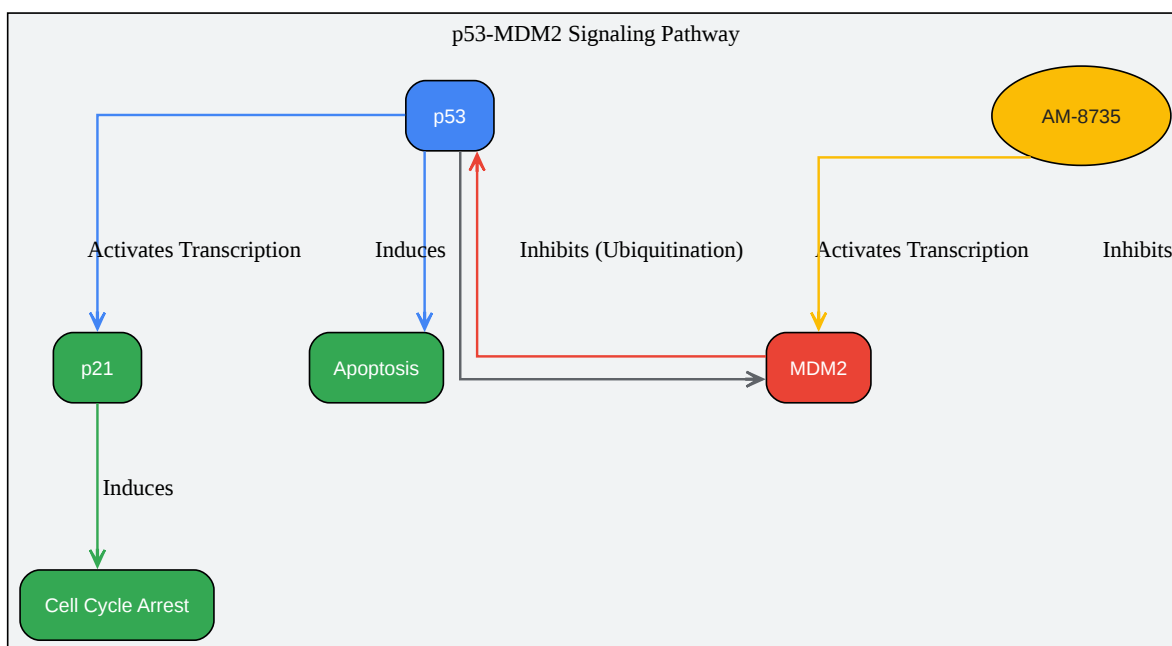 p53-MDM2 Signaling Pathway
p53
AM-8735
Activates Transcription
Induces
Inhibits (Ubiquitination)
Activates Transcription
Inhibits
p21
Apoptosis
MDM2
Induces
Cell Cycle Arrest